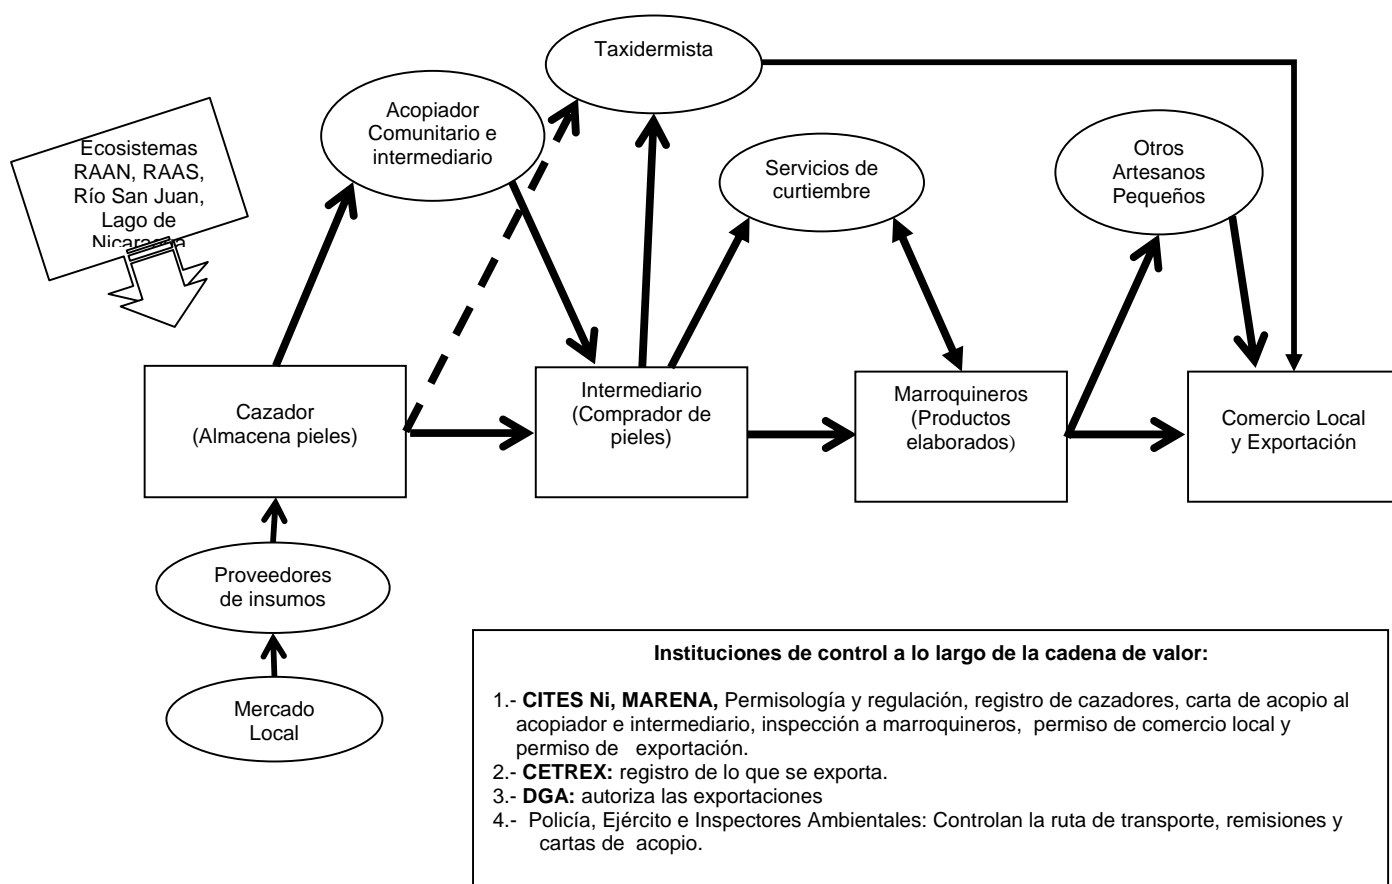 Taxidermista
Acopiador
Comunitario e
intermediario
Ecosistemas
RAAN, RAAS,
Río San Juan,
Lago de
Nicaragua
Servicios de
curtiembre
Otros
Artesanos
Pequeños
Cazador
(Almacena pieles)
Intermediario
(Comprador de
pieles)
Marroquineros
(Productos
elaborados)
Comercio Local
y Exportación
Proveedores
de insumos
Mercado
Local
Instituciones de control a lo largo de la cadena de valor:
1.- CITES Ni, MARENA, Permisología y regulación, registro de cazadores, carta de acopio al
acopiador e intermediario, inspección a marroquineros, permiso de comercio local y
permiso de exportación.
2.- CETREX: registro de lo que se exporta.
3.- DGA: autoriza las exportaciones
4.- Policía, Ejército e Inspectores Ambientales: Controlan la ruta de transporte, remisiones y
cartas de acopio.